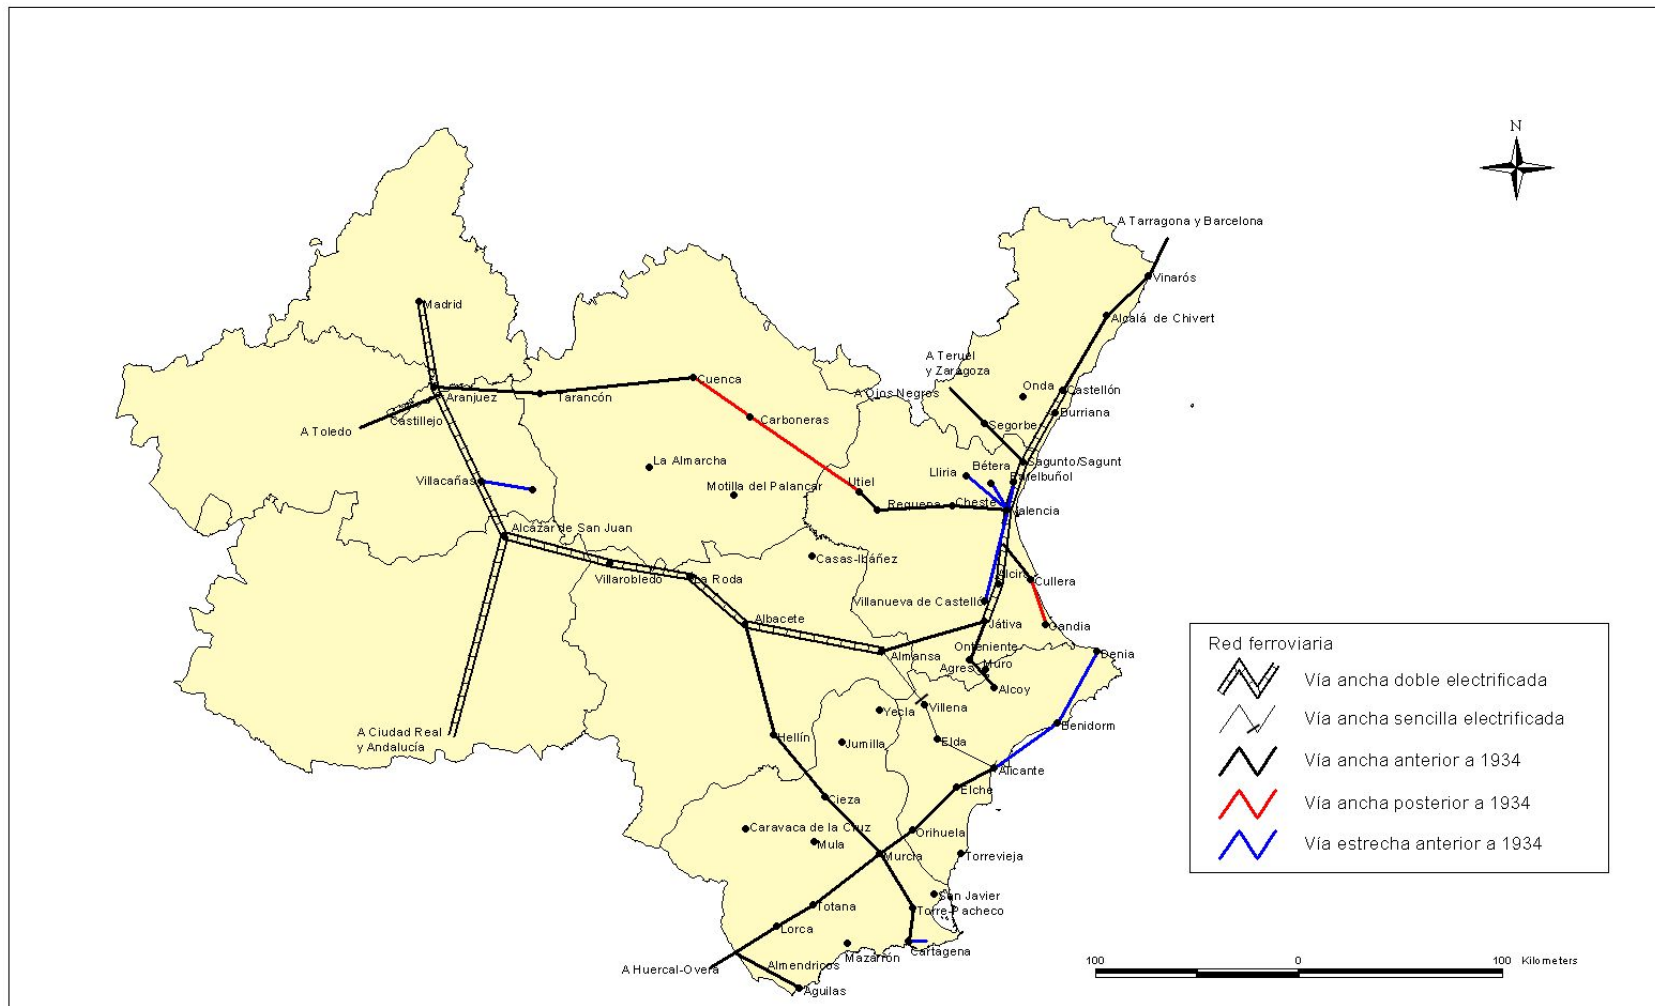 N
A Tarragona y Barcelona
Vinarós
Madrid
Alcalá de Chivert
A Teruel
y Zaragoza
Cuenca
Onda
Castellón
A Ojos Negros
Aranjuez
Tarancón
Burriana
Castillejo
Carboneras
Segorbe
A Toledo
La Almarcha
Bétera
Sagunto/Sagunt
Lliria
Villacañas
Motilla del Palancar
Utiel
Requena
Cheste
Valencia
Alcázar de San Juan
Casas-Ibáñez
Villarobledo
La Roda
Cullera
Villanueva de Castelló
Albacete
Játiva
Gandia
Onteniente
Almansa
Agres
Muro
Denia
Alcoy
Villena
Yecla
Benidorm
A Ciudad Real
y Andalucía
Hellín
Jumilla
Elda
Alicante
Elche
Cieza
Caravaca de la Cruz
Orihuela
Mula
Murcia
Torrevieja
San Javier
Totana
Torre-Pacheco
Lorca
Cartagena
Mazarrón
A Huercal-Overa
Almendricos
Aguilas
Red ferroviaria
Vía ancha doble electrificada
Vía ancha sencilla electrificada
Vía ancha anterior a 1934
Vía ancha posterior a 1934
Vía estrecha anterior a 1934
100 0 100 Kilometers